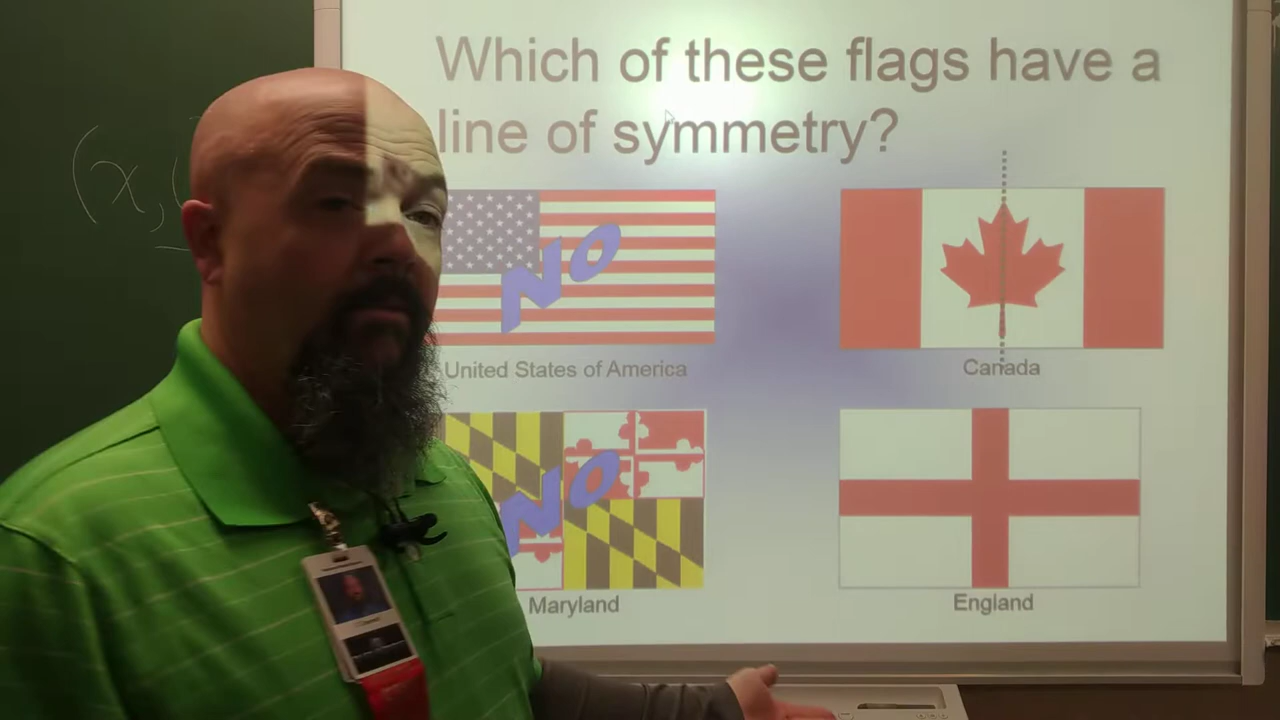 Which of these flags have a
line of symmetry?
(x,
NO
United States of America
Canada
NO
Maryland
England